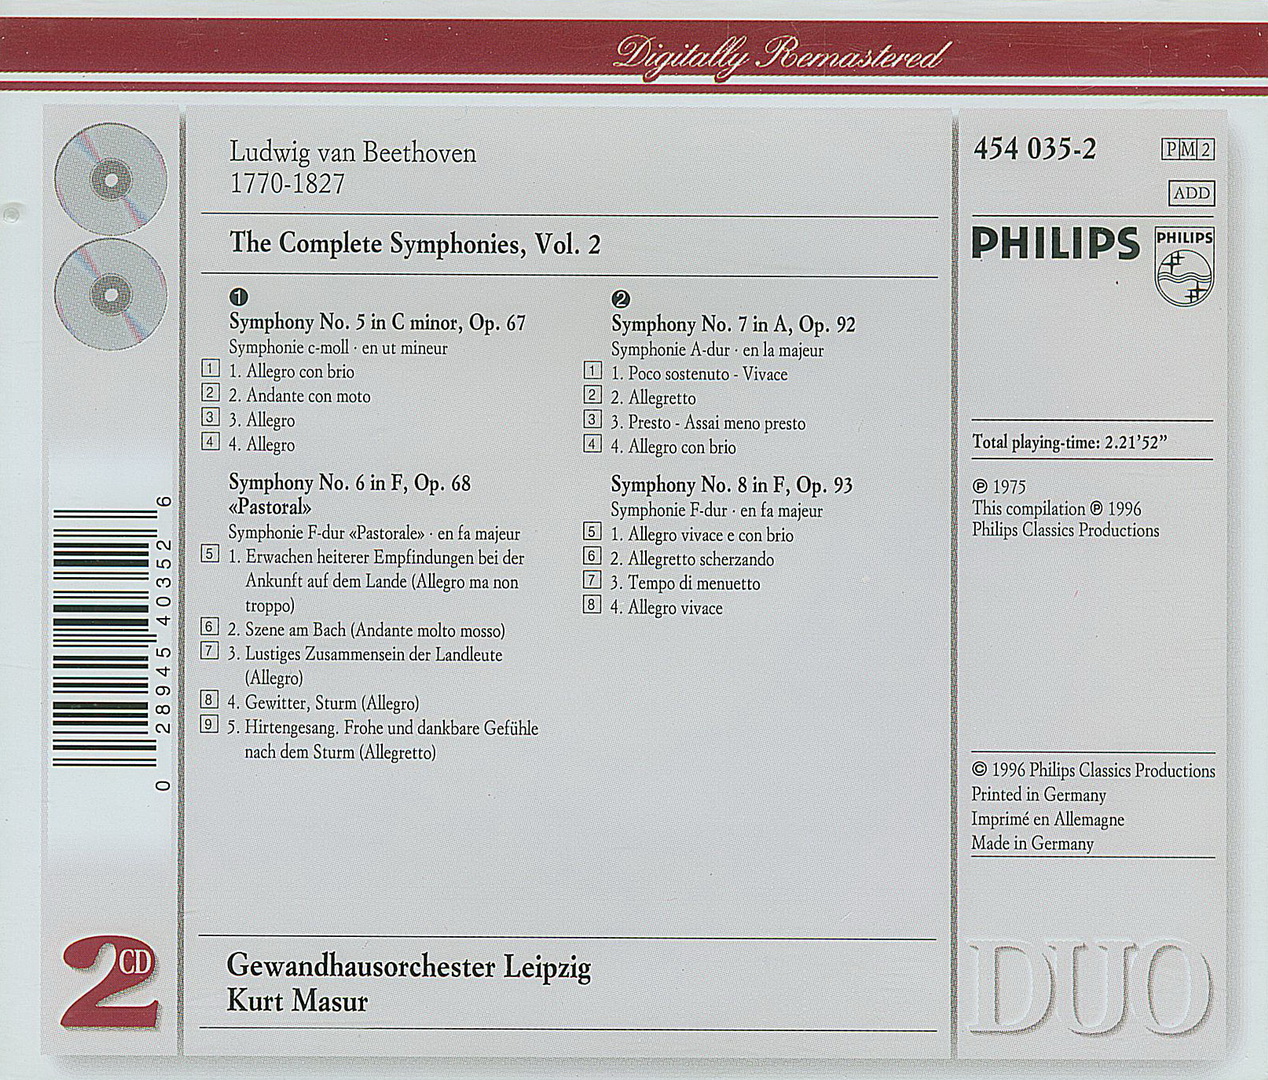 Digitally Remastered
Ludwig van Beethoven
1770-1827
The Complete Symphonies, Vol. 2
1
Symphony No. 5 in C minor, Op. 67
Symphonie c-moll · en ut mineur
1 1. Allegro con brio
2 2. Andante con moto
3 3. Allegro
4 4. Allegro
Symphony No. 6 in F, Op. 68
«Pastoral»
Symphonie F-dur «Pastorale» · en fa majeur
5 1. Erwachen heiterer Empfindungen bei der
Ankunft auf dem Lande (Allegro ma non
troppo)
6 2. Szene am Bach (Andante molto mosso)
7 3. Lustiges Zusammensein der Landleute
(Allegro)
8 4. Gewitter, Sturm (Allegro)
9 5. Hirtengesang. Frohe und dankbare Gefühle
nach dem Sturm (Allegretto)
2
Symphony No. 7 in A, Op. 92
Symphonie A-dur · en la majeur
1 1. Poco sostenuto - Vivace
2 2. Allegretto
3 3. Presto - Assai meno presto
4 4. Allegro con brio
Symphony No. 8 in F, Op. 93
Symphonie F-dur · en fa majeur
5 1. Allegro vivace e con brio
6 2. Allegretto scherzando
7 3. Tempo di menuetto
8 4. Allegro vivace
Gewandhausorchester Leipzig
Kurt Masur
454 035-2
PM2
ADD
PHILIPS
PHILIPS
Total playing-time: 2.21'52”
℗ 1975
This compilation ℗ 1996
Philips Classics Productions
© 1996 Philips Classics Productions
Printed in Germany
Imprimé en Allemagne
Made in Germany
DUO
0 28945 40352 6
2 CD